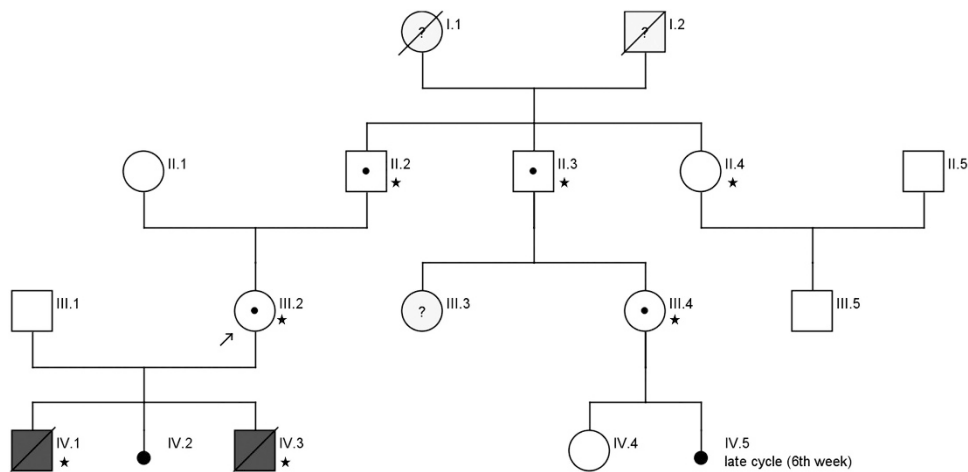 ? I.1
? I.2
II.1
II.2
★
II.3
★
II.4
★
II.5
III.1
III.2
★
? III.3
III.4
★
III.5
IV.1
★
IV.2
IV.3
★
IV.4
IV.5
late cycle (6th week)